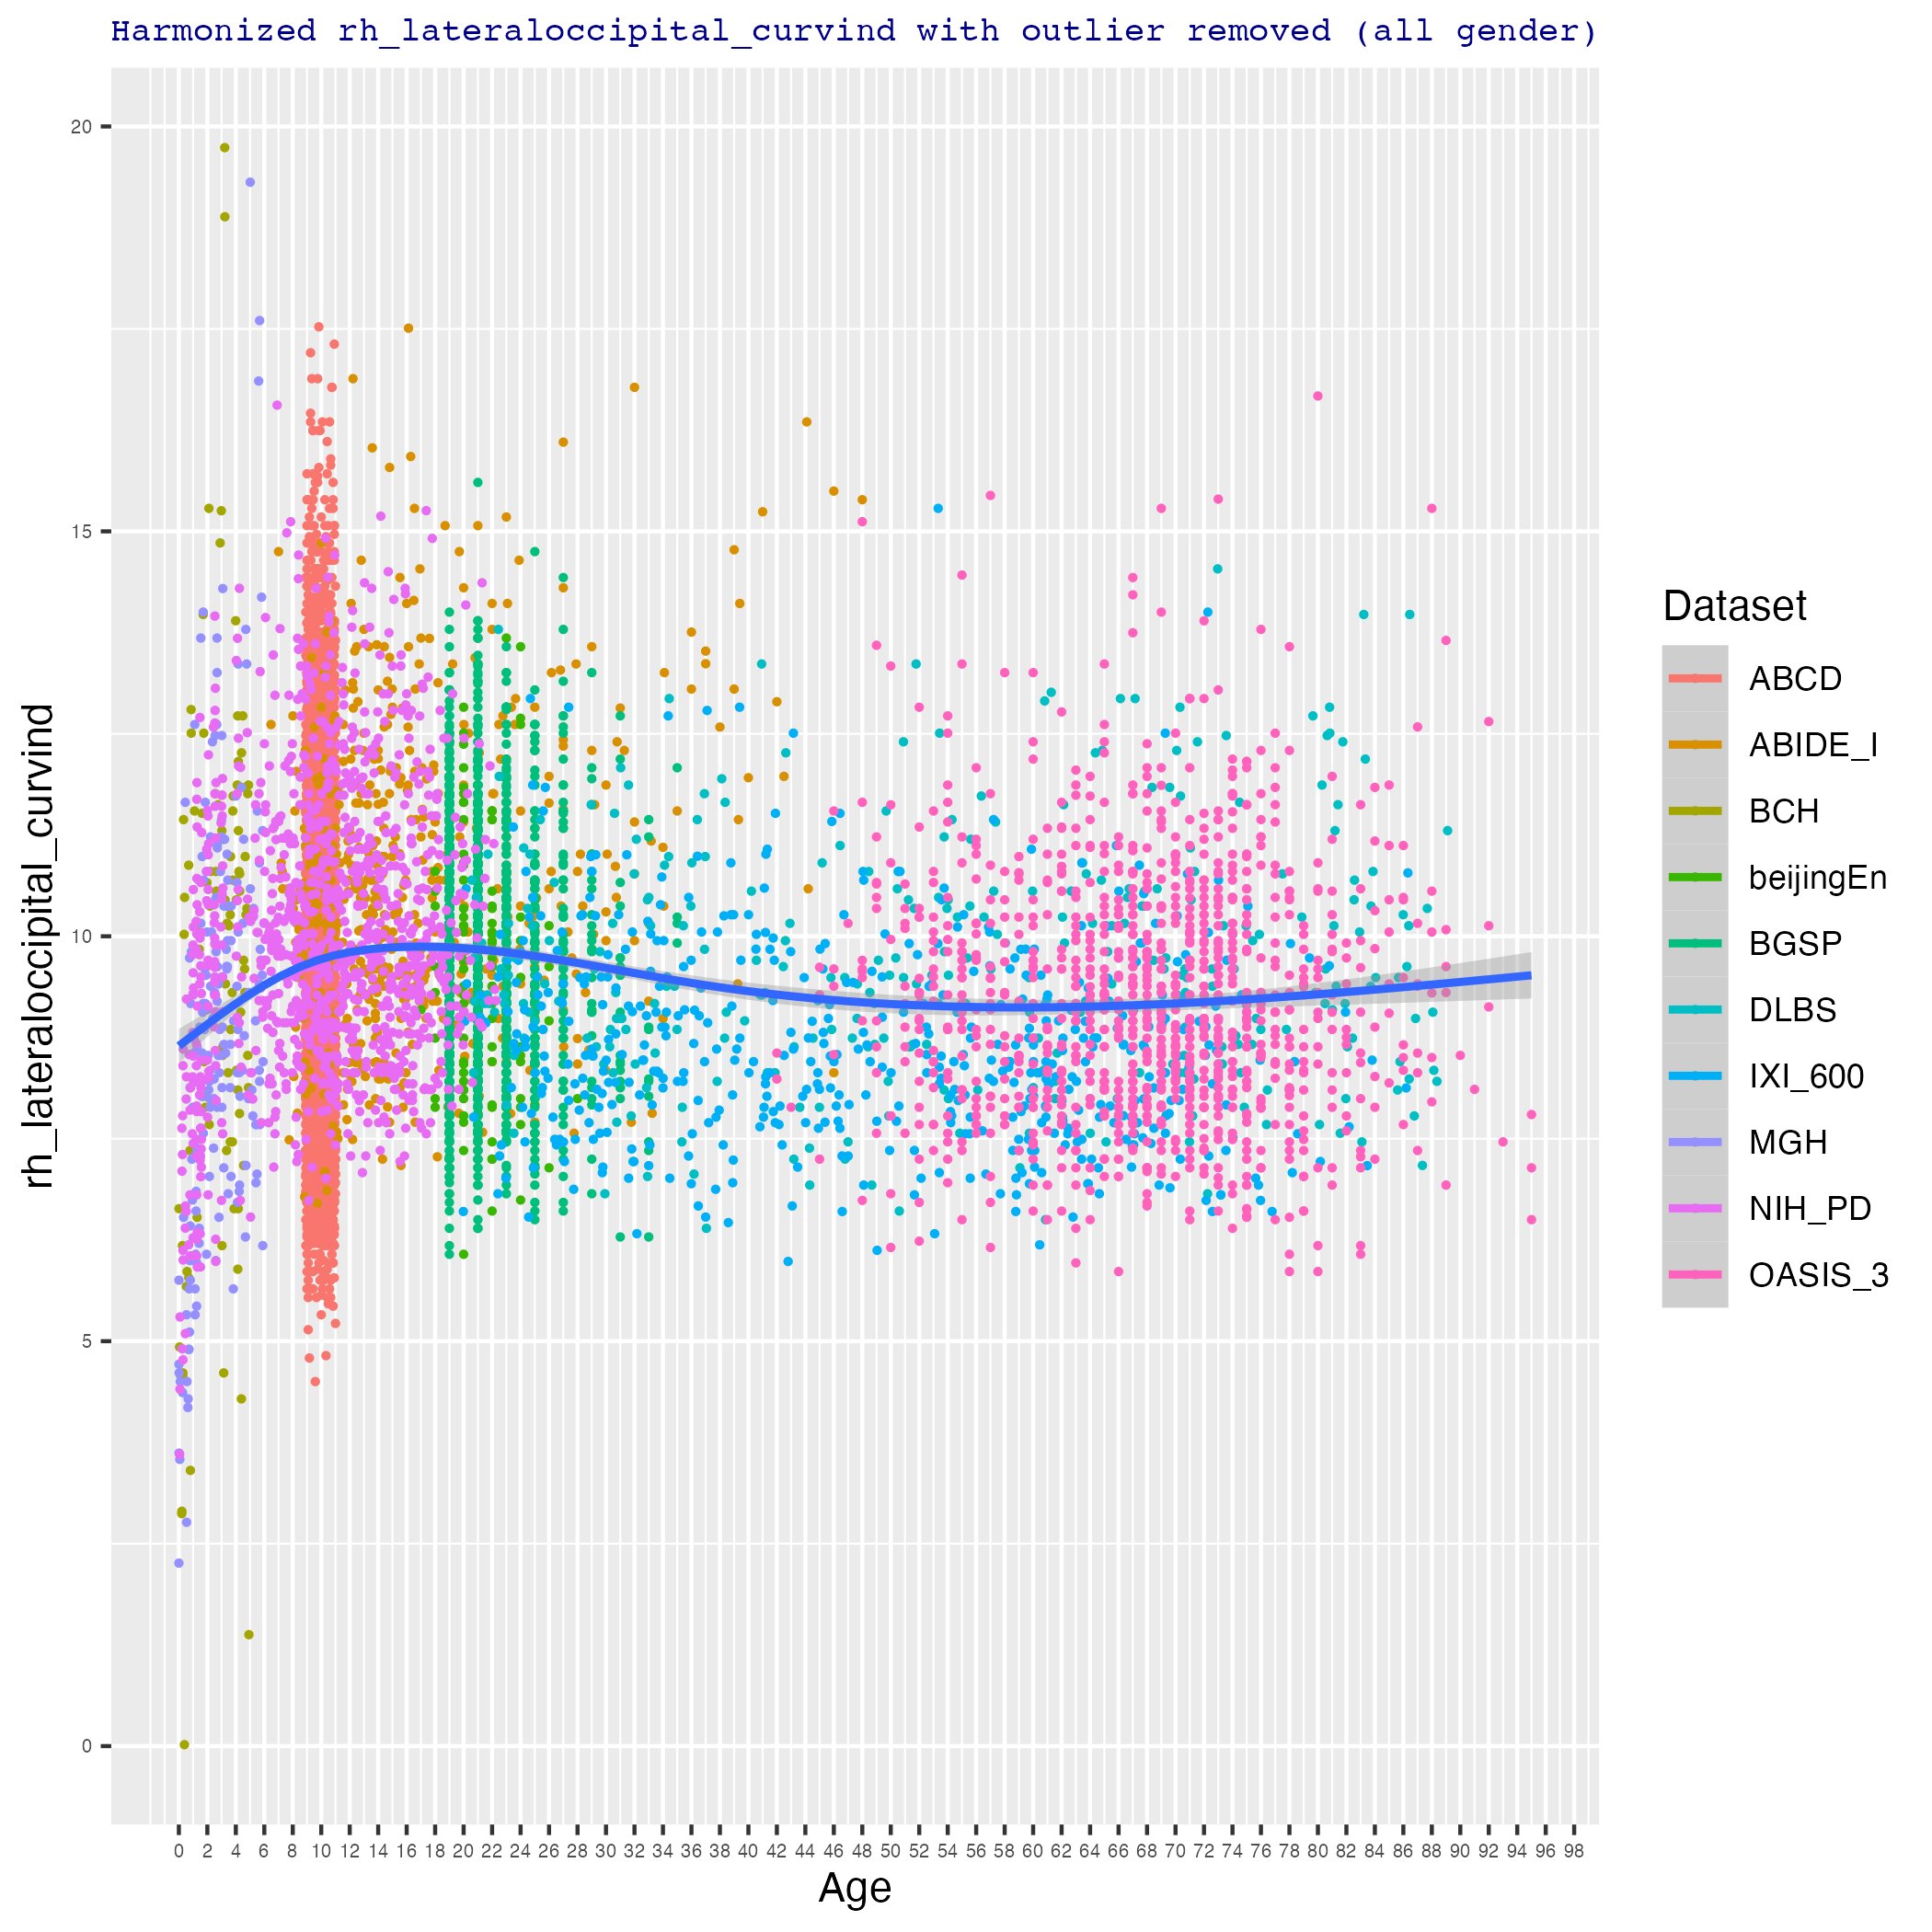 Harmonized rh_lateraloccipital_curvind with outlier removed (all gender)
rh_lateraloccipital_curvind
20
15
10
5
0
0 2 4 6 8 10 12 14 16 18 20 22 24 26 28 30 32 34 36 38 40 42 44 46 48 50 52 54 56 58 60 62 64 66 68 70 72 74 76 78 80 82 84 86 88 90 92 94 96 98
Age
Dataset
ABCD
ABIDE_I
BCH
beijingEn
BGSP
DLBS
IXI_600
MGH
NIH_PD
OASIS_3